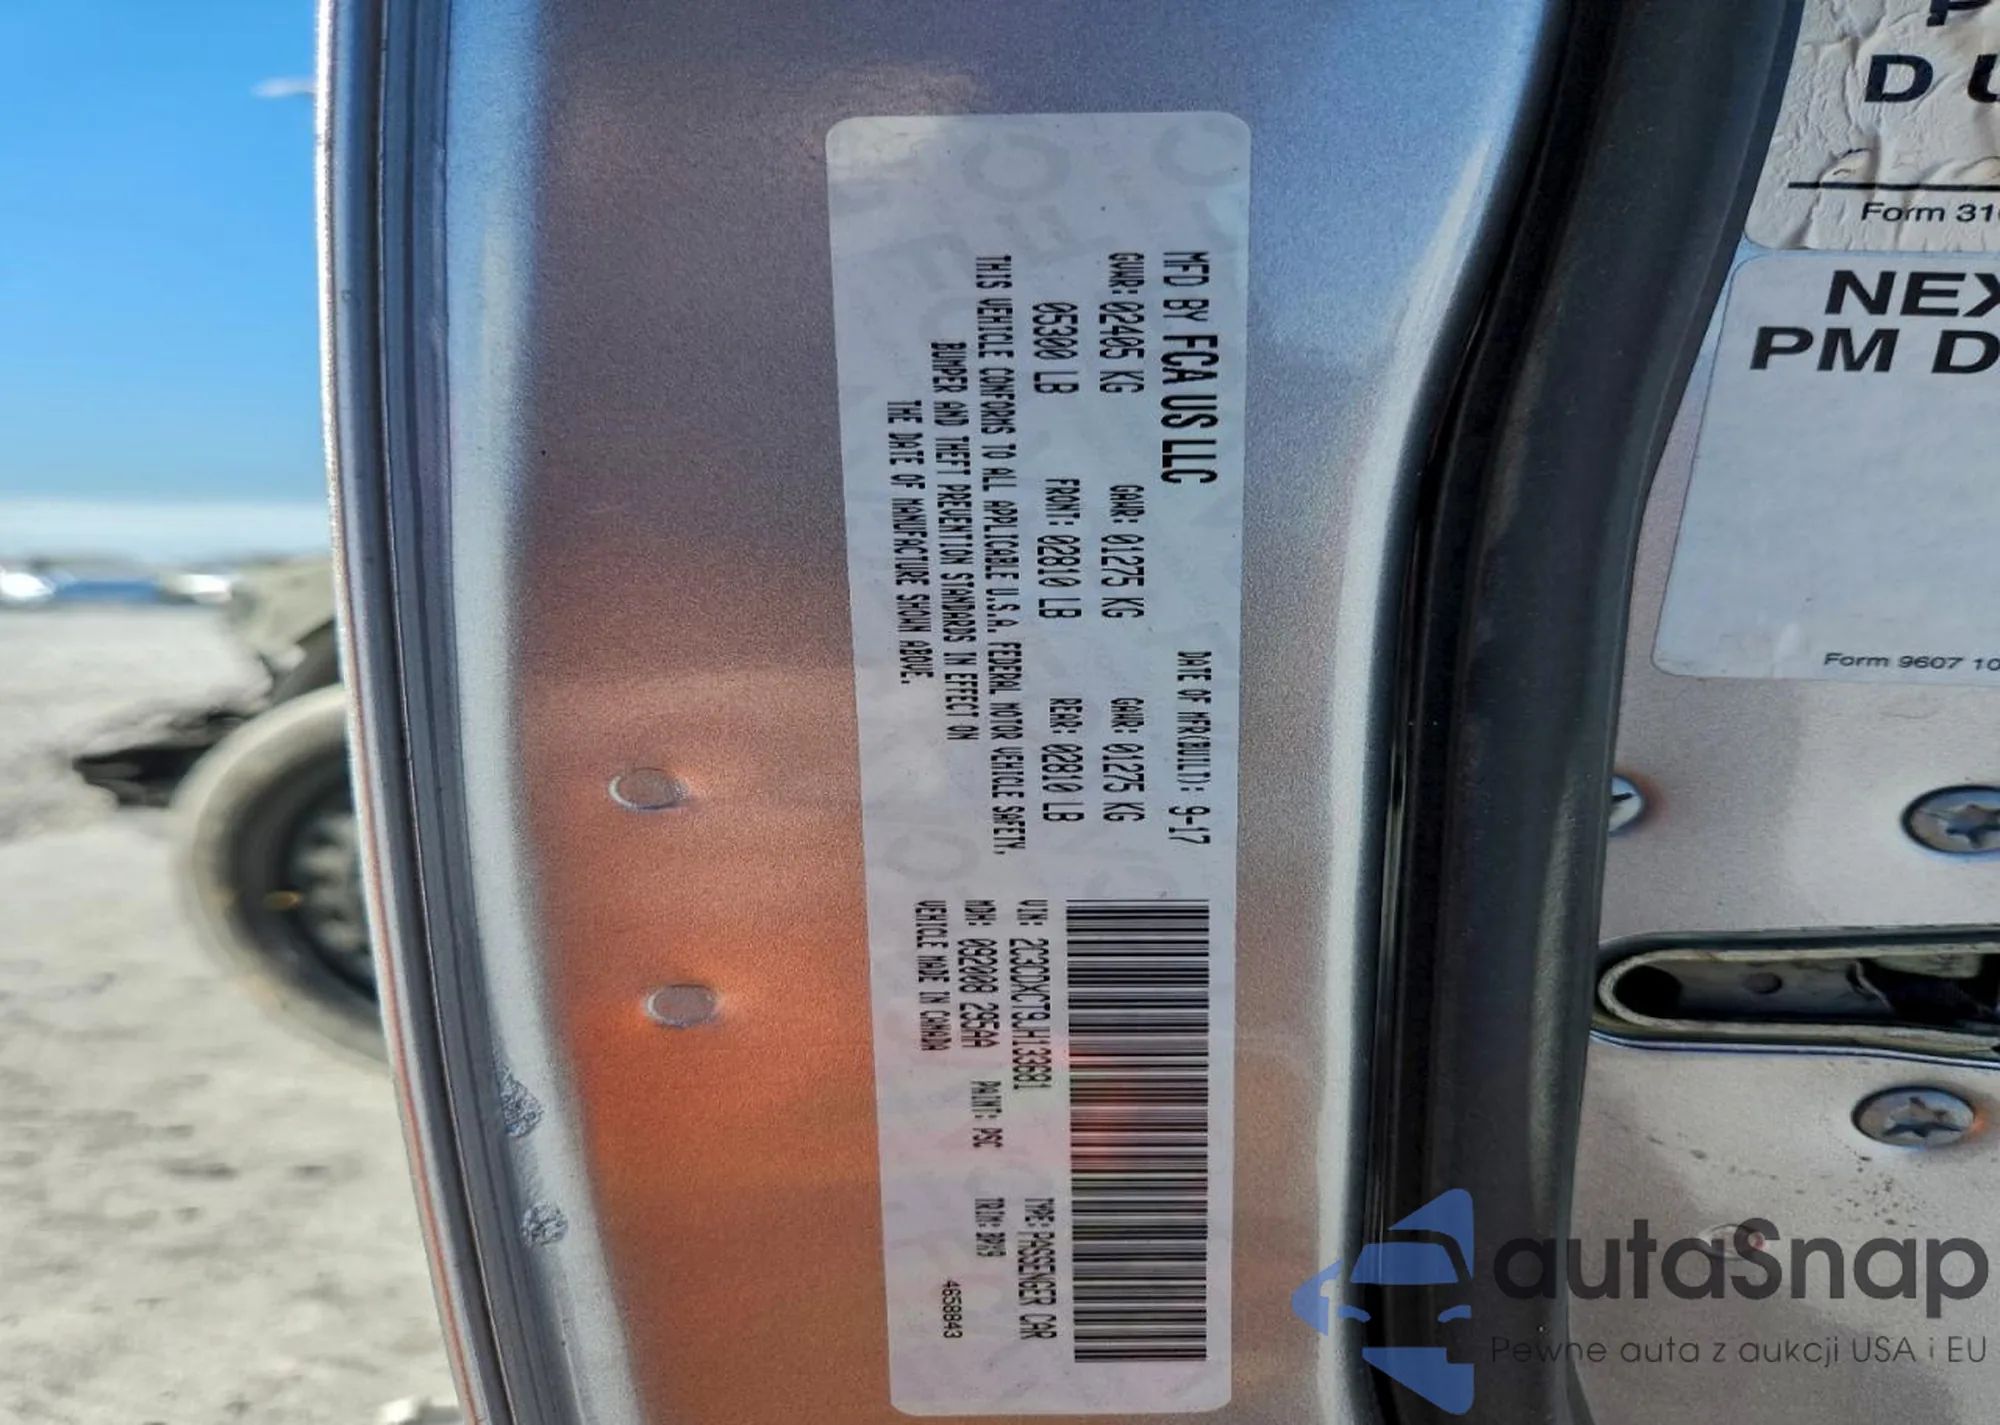 MFD BY FCA US LLC
DATE OF MFR(BUILT): 9-17
GVWR: 02405 KG
GAWR: 01275 KG
GAWR: 01275 KG
05300 LB
FRONT: 02810 LB
REAR: 02810 LB
THIS VEHICLE CONFORMS TO ALL APPLICABLE U.S.A. FEDERAL MOTOR VEHICLE SAFETY,
BUMPER AND THEFT PREVENTION STANDARDS IN EFFECT ON
THE DATE OF MANUFACTURE SHOWN ABOVE.
VIN: 2C3CDXCT9JH133681
TYPE: PASSENGER CAR
MDH: 092008 295AA
PAINT: PSC
VEHICLE MADE IN CANADA
4658843
D U
Form 31
NEX
PM D
Form 9607 10
autaSnap
Pewne auta z aukcji USA i EU